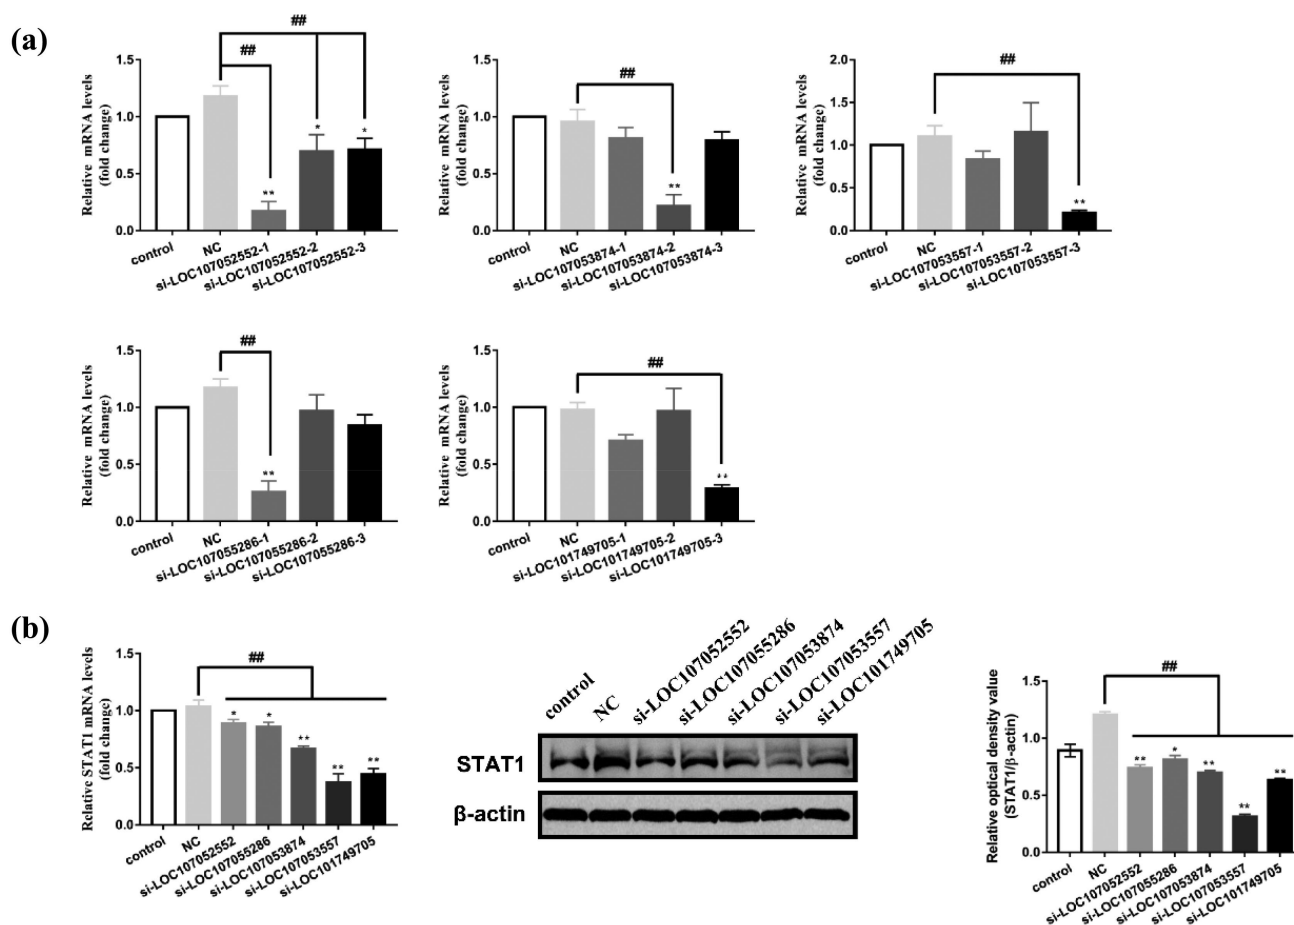 (a)
##
##
Relative mRNA levels
(fold change)
1.5
1.0
0.5
0.0
**
*
*
control
NC
si-LOC107052552-1
si-LOC107052552-2
si-LOC107052552-3
##
Relative mRNA levels
(fold change)
1.5
1.0
0.5
0.0
**
control
NC
si-LOC107053874-1
si-LOC107053874-2
si-LOC107053874-3
##
Relative mRNA levels
(fold change)
2.0
1.5
1.0
0.5
0.0
**
control
NC
si-LOC107053557-1
si-LOC107053557-2
si-LOC107053557-3
##
Relative mRNA levels
(fold change)
1.5
1.0
0.5
0.0
**
control
NC
si-LOC107055286-1
si-LOC107055286-2
si-LOC107055286-3
##
Relative mRNA levels
(fold change)
1.5
1.0
0.5
0.0
**
control
NC
si-LOC101749705-1
si-LOC101749705-2
si-LOC101749705-3
(b)
##
Relative STAT1 mRNA levels
(fold change)
1.5
1.0
0.5
0.0
*
*
**
**
**
control
NC
si-LOC107052552
si-LOC107055286
si-LOC107053874
si-LOC107053557
si-LOC101749705
control
NC
si-LOC107052552
si-LOC107055286
si-LOC107053874
si-LOC107053557
si-LOC101749705
STAT1
β-actin
##
Relative optical density value
(STAT1/β-actin)
1.5
1.0
0.5
0.0
**
*
**
**
**
control
NC
si-LOC107052552
si-LOC107055286
si-LOC107053874
si-LOC107053557
si-LOC101749705